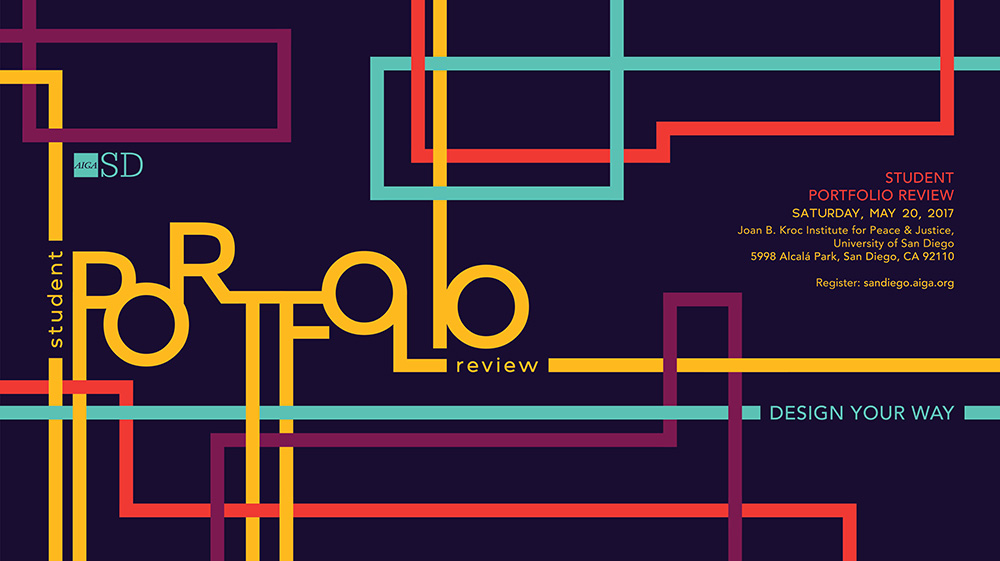 AIGA SD
student
PORTFOLIO
review
STUDENT
PORTFOLIO REVIEW
SATURDAY, MAY 20, 2017
Joan B. Kroc Institute for Peace & Justice,
University of San Diego
5998 Alcalá Park, San Diego, CA 92110
Register: sandiego.aiga.org
DESIGN YOUR WAY